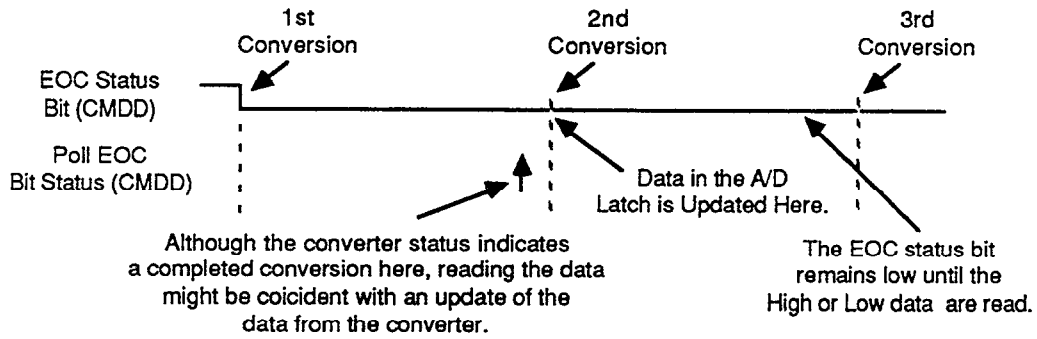 1st
Conversion
2nd
Conversion
3rd
Conversion
EOC Status
Bit (CMDD)
Poll EOC
Bit Status (CMDD)
Data in the A/D
Latch is Updated Here.
Although the converter status indicates
a completed conversion here, reading the data
might be coicident with an update of the
data from the converter.
The EOC status bit
remains low until the
High or Low data are read.